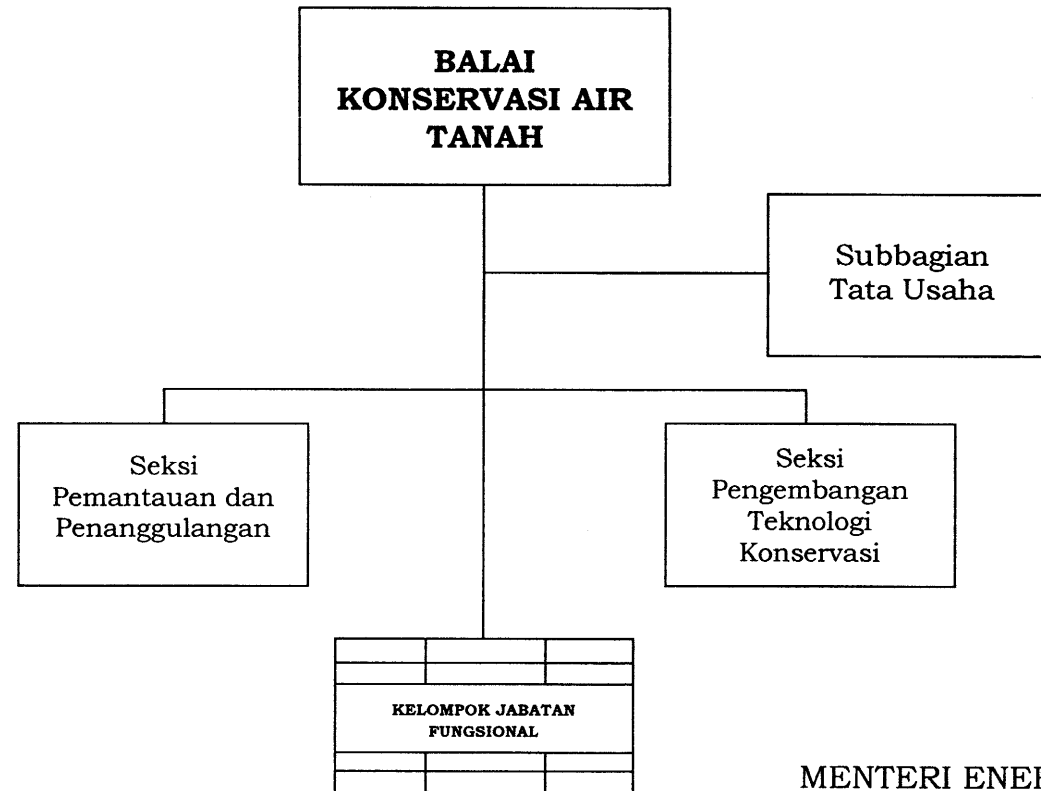 BALAI
KONSERVASI AIR
TANAH
Subbagian
Tata Usaha
Seksi
Pemantauan dan
Penanggulangan
Seksi
Pengembangan
Teknologi
Konservasi
KELOMPOK JABATAN
FUNGSIONAL
MENTERI